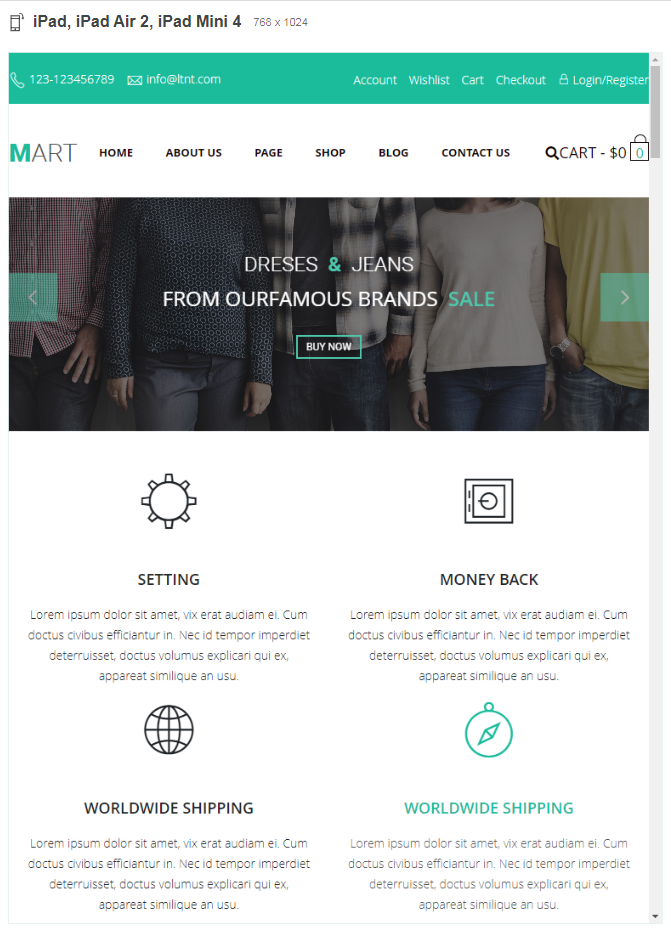 iPad, iPad Air 2, iPad Mini 4 768 x 1024
123-123456789 info@ltnt.com Account Wishlist Cart Checkout Login/Register
MART HOME ABOUT US PAGE SHOP BLOG CONTACT US CART - $0 0
DRESES & JEANS
FROM OURFAMOUS BRANDS SALE
BUY NOW
SETTING
Lorem ipsum dolor sit amet, vix erat audiam ei. Cum
doctus civibus efficiantur in. Nec id tempor imperdiet
deterruisset, doctus volumus explicari qui ex,
appareat similique an usu.
MONEY BACK
Lorem ipsum dolor sit amet, vix erat audiam ei. Cum
doctus civibus efficiantur in. Nec id tempor imperdiet
deterruisset, doctus volumus explicari qui ex,
appareat similique an usu.
WORLDWIDE SHIPPING
Lorem ipsum dolor sit amet, vix erat audiam ei. Cum
doctus civibus efficiantur in. Nec id tempor imperdiet
deterruisset, doctus volumus explicari qui ex,
appareat similique an usu.
WORLDWIDE SHIPPING
Lorem ipsum dolor sit amet, vix erat audiam ei. Cum
doctus civibus efficiantur in. Nec id tempor imperdiet
deterruisset, doctus volumus explicari qui ex,
appareat similique an usu.